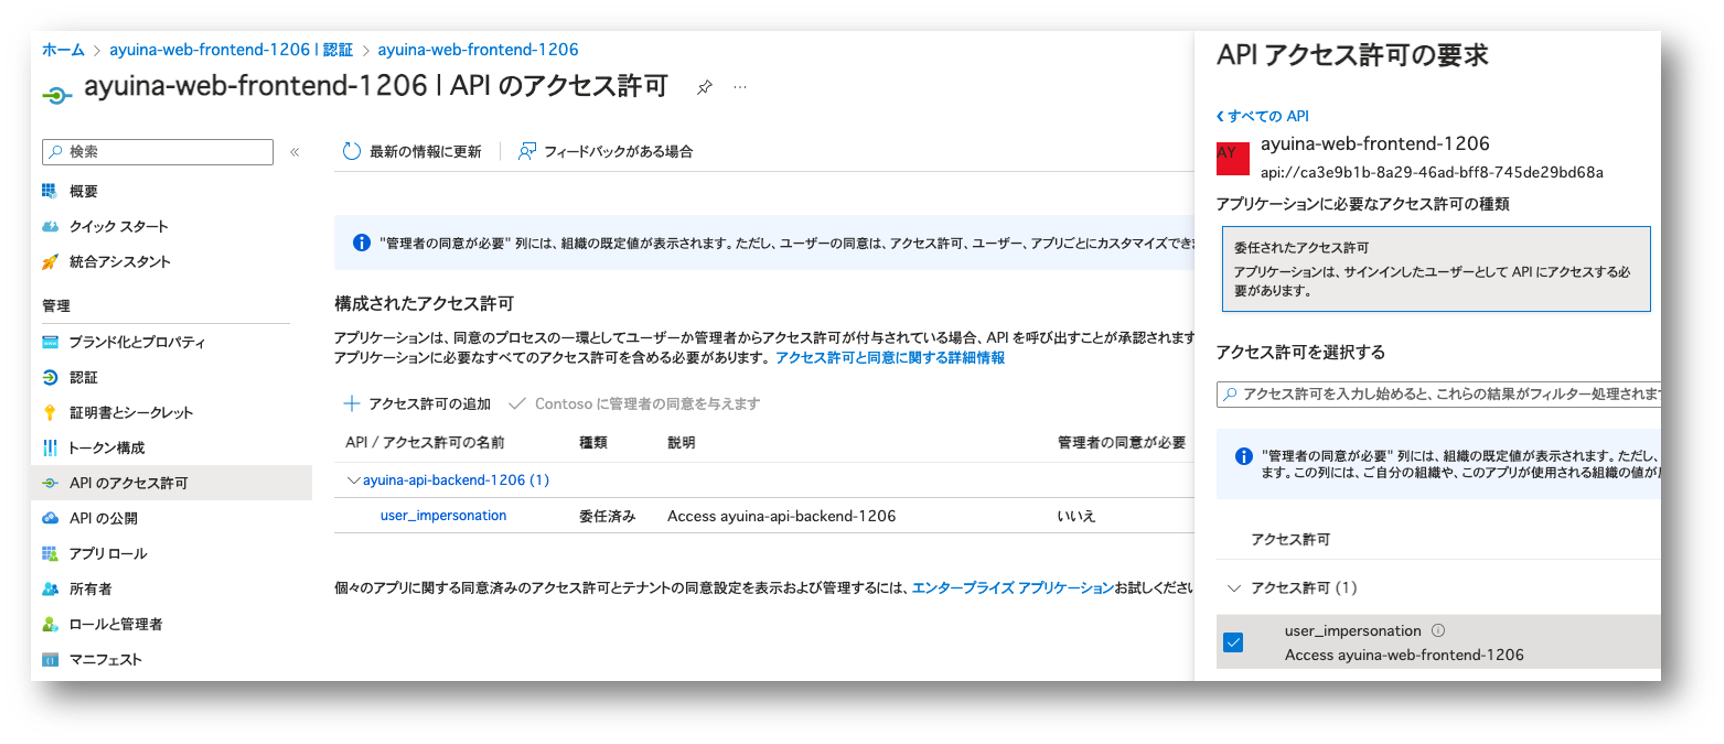 ホーム > ayuina-web-frontend-1206 | 認証 > ayuina-web-frontend-1206
ayuina-web-frontend-1206 | API のアクセス許可
検索
概要
クイック スタート
統合アシスタント
管理
ブランド化とプロパティ
認証
証明書とシークレット
トークン構成
API のアクセス許可
API の公開
アプリ ロール
所有者
ロールと管理者
マニフェスト
最新の情報に更新
フィードバックがある場合
"管理者の同意が必要" 列には、組織の既定値が表示されます。ただし、ユーザーの同意は、アクセス許可、ユーザー、アプリごとにカスタマイズでき
構成されたアクセス許可
アプリケーションは、同意のプロセスの一環としてユーザーか管理者からアクセス許可が付与されている場合、API を呼び出すことが承認されます
アプリケーションに必要なすべてのアクセス許可を含める必要があります。 アクセス許可と同意に関する詳細情報
アクセス許可の追加
Contoso に管理者の同意を与えます
API / アクセス許可の名前 種類 説明 管理者の同意が必要
ayuina-api-backend-1206 (1)
user_impersonation 委任済み Access ayuina-api-backend-1206 いいえ
個々のアプリに関する同意済みのアクセス許可とテナントの同意設定を表示および管理するには、エンタープライズ アプリケーションお試しくださ
API アクセス許可の要求
すべての API
AY
ayuina-web-frontend-1206
api://ca3e9b1b-8a29-46ad-bff8-745de29bd68a
アプリケーションに必要なアクセス許可の種類
委任されたアクセス許可
アプリケーションは、サインインしたユーザーとして API にアクセスする必
要があります。
アクセス許可を選択する
アクセス許可を入力し始めると、これらの結果がフィルター処理されます
"管理者の同意が必要" 列には、組織の既定値が表示されます。ただし、
ます。この列には、ご自分の組織や、このアプリが使用される組織の値が
アクセス許可
アクセス許可 (1)
user_impersonation
Access ayuina-web-frontend-1206